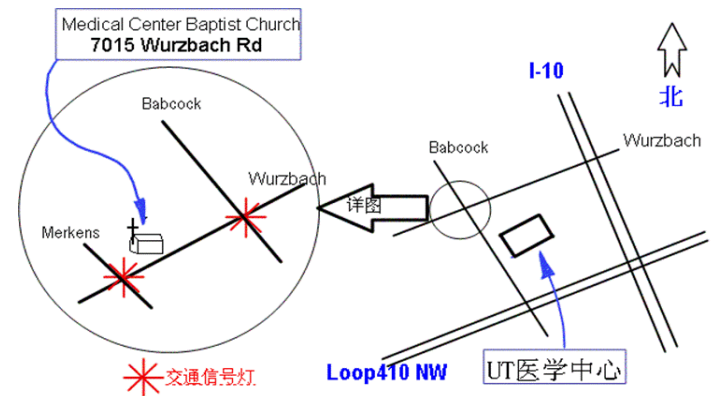 Medical Center Baptist Church
7015 Wurzbach Rd
I-10
北
Babcock
Wurzbach
Babcock
Wurzbach
详图
Merkens
交通信号灯
Loop410 NW
UT医学中心